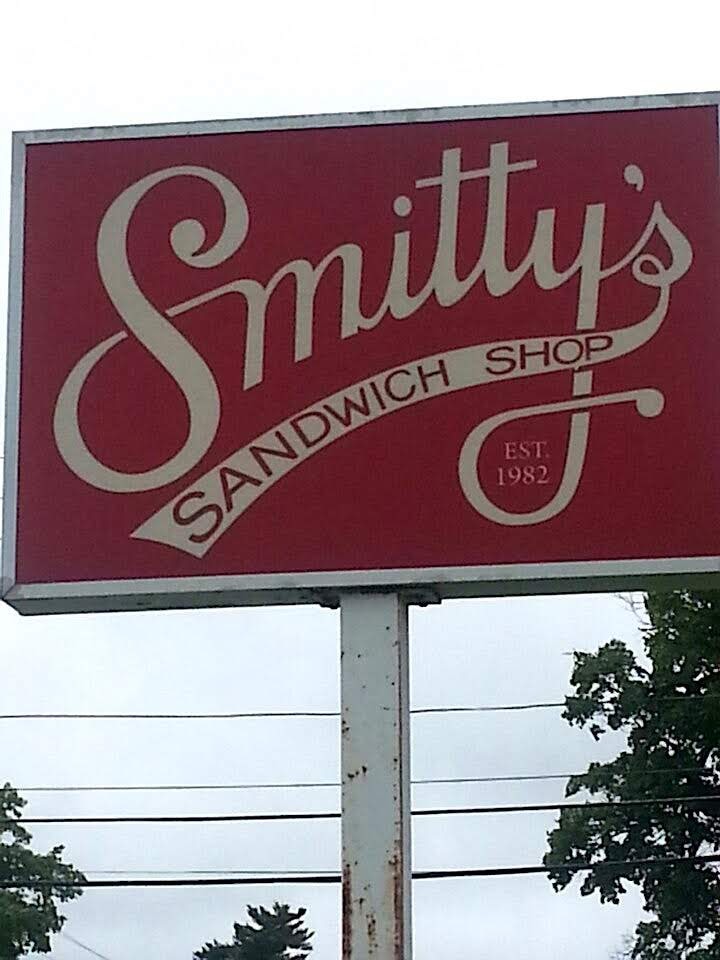 Smitty's
SANDWICH SHOP
EST.
1982